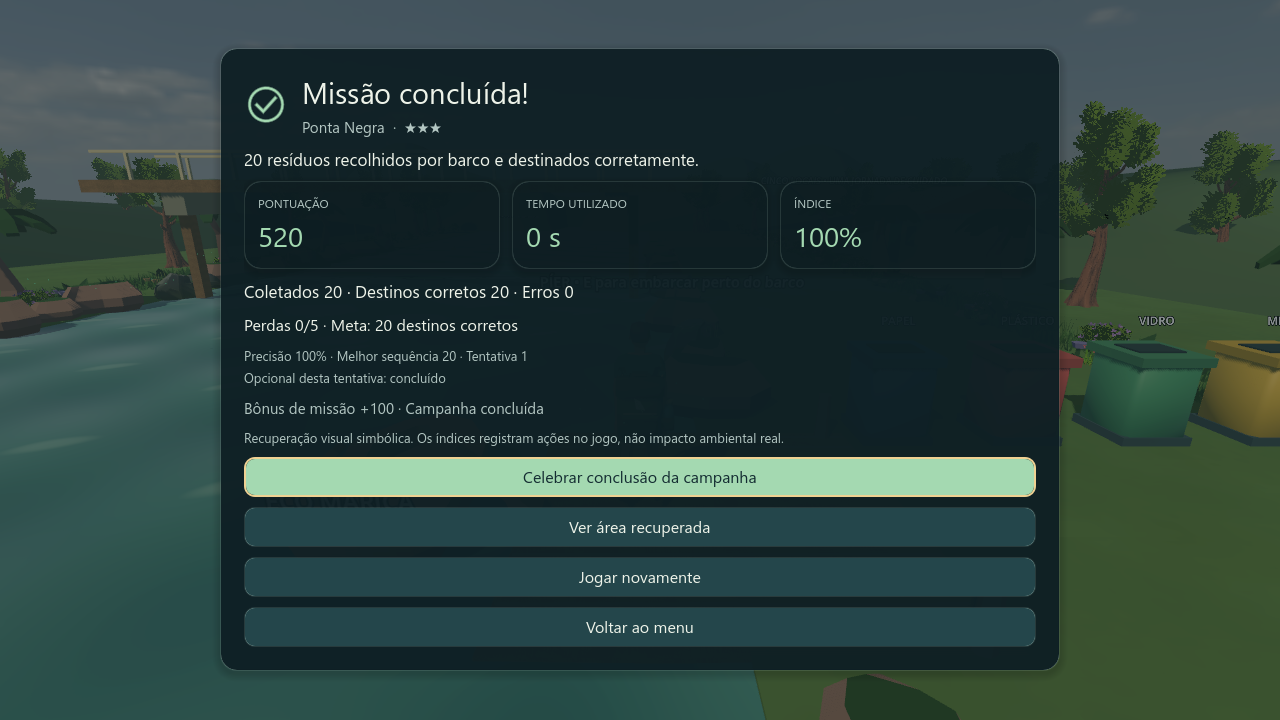 Missão concluída!
Ponta Negra · ★★★
20 resíduos recolhidos por barco e destinados corretamente.
PONTUAÇÃO
520
TEMPO UTILIZADO
0 s
ÍNDICE
100%
Coletados 20 · Destinos corretos 20 · Erros 0
Perdas 0/5 · Meta: 20 destinos corretos
Precisão 100% · Melhor sequência 20 · Tentativa 1
Opcional desta tentativa: concluído
Bônus de missão +100 · Campanha concluída
Recuperação visual simbólica. Os índices registram ações no jogo, não impacto ambiental real.
Celebrar conclusão da campanha
Ver área recuperada
Jogar novamente
Voltar ao menu
VIDRO